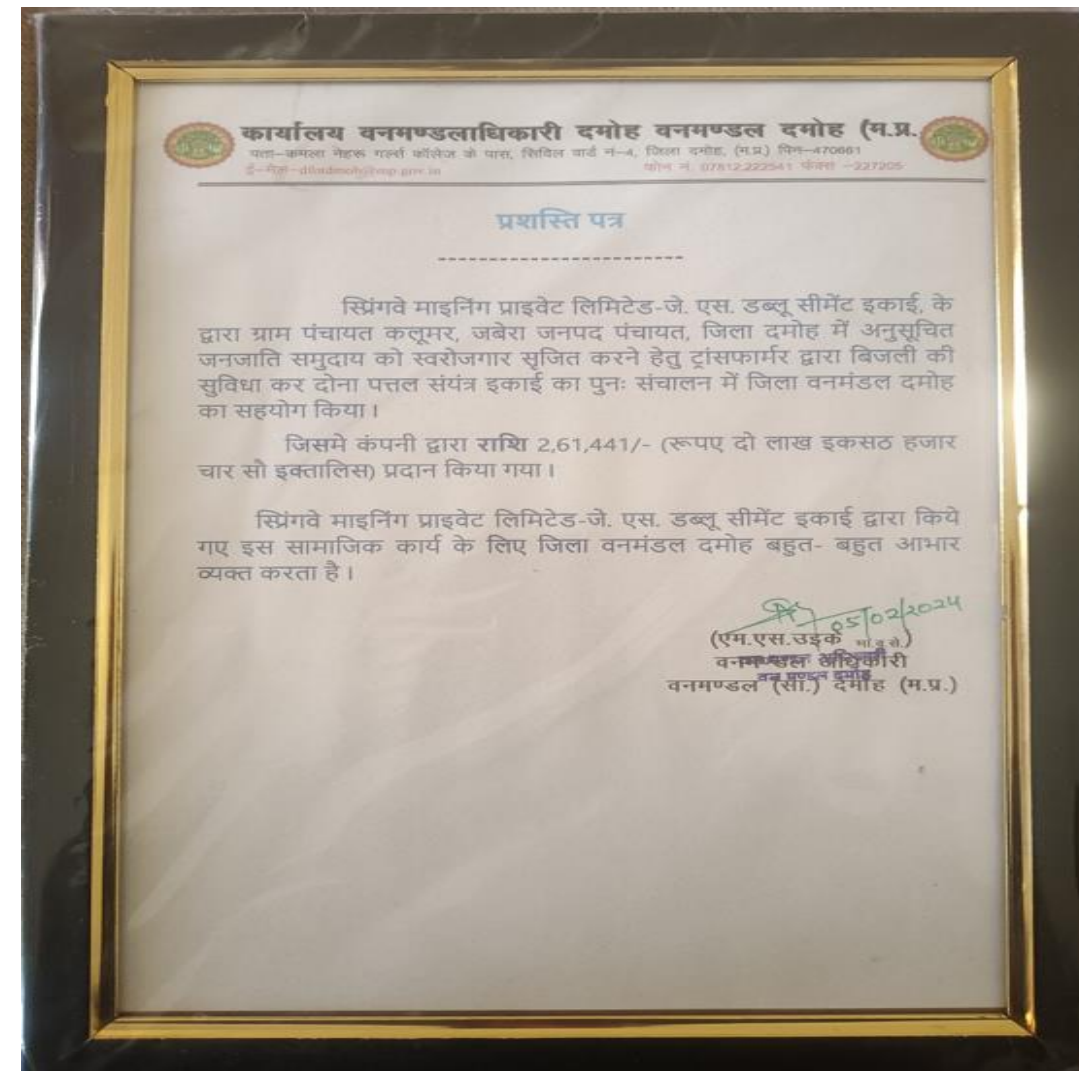 कार्यालय वनमण्डलाधिकारी दमोह वनमण्डल दमोह (म.प्र.
पता–कमला नेहरू गर्ल्स कॉलेज के पास, सिविल वार्ड नं–4, जिला दमोह, (म.प्र.) पिन–470661
फोन नं. 07812,222541 फेक्स –227205
प्रशस्ति पत्र
------------------------
स्प्रिंगवे माइनिंग प्राइवेट लिमिटेड-जे. एस. डब्लू सीमेंट इकाई, के
द्वारा ग्राम पंचायत कलूमर, जबेरा जनपद पंचायत, जिला दमोह में अनुसूचित
जनजाति समुदाय को स्वरोजगार सृजित करने हेतु ट्रांसफार्मर द्वारा बिजली की
सुविधा कर दोना पत्तल संयंत्र इकाई का पुनः संचालन में जिला वनमंडल दमोह
का सहयोग किया।
जिसमे कंपनी द्वारा राशि 2,61,441/- (रूपए दो लाख इकसठ हजार
चार सौ इक्तालिस) प्रदान किया गया।
स्प्रिंगवे माइनिंग प्राइवेट लिमिटेड-जे. एस. डब्लू सीमेंट इकाई द्वारा किये
गए इस सामाजिक कार्य के लिए जिला वनमंडल दमोह बहुत- बहुत आभार
व्यक्त करता है।
05/02/2024
(एम.एस.उइके भा.व.से.)
वनमण्डल अधिकारी
वनमण्डल (सा.) दमोह (म.प्र.)